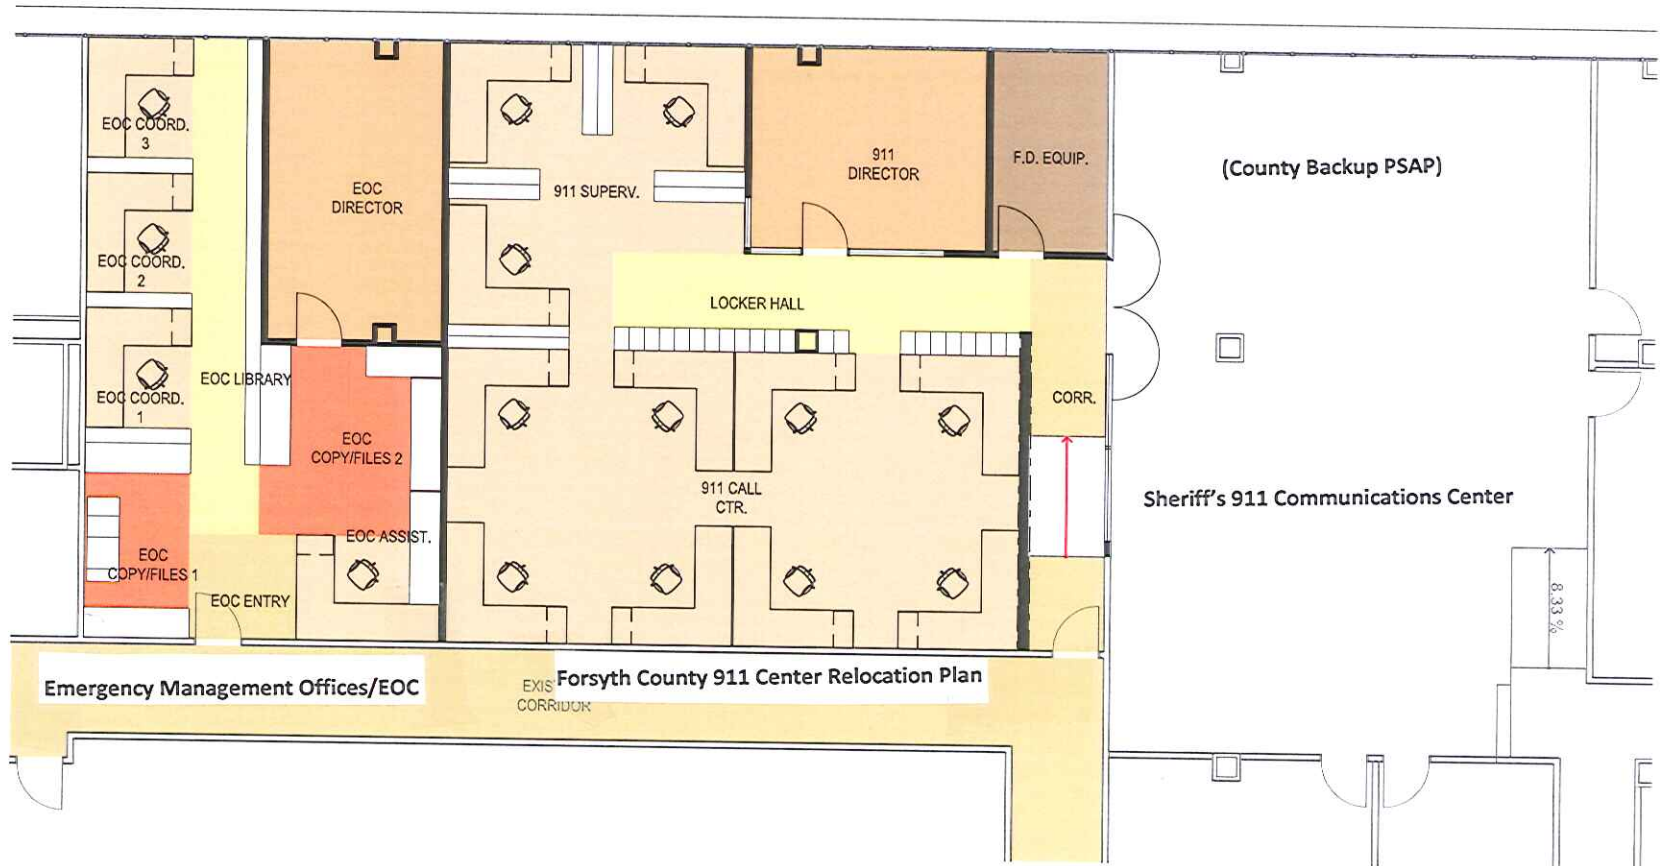 EOC COORD.
3
EOC
DIRECTOR
911 SUPERV.
911
DIRECTOR
F.D. EQUIP.
(County Backup PSAP)
EOC COORD.
2
LOCKER HALL
EOC COORD.
1
EOC LIBRARY
CORR.
EOC
COPY/FILES 2
911 CALL
CTR.
Sheriff's 911 Communications Center
EOC ASSIST.
EOC
COPY/FILES 1
EOC ENTRY
8.33 %
Emergency Management Offices/EOC
Forsyth County 911 Center Relocation Plan
CORRIDOR